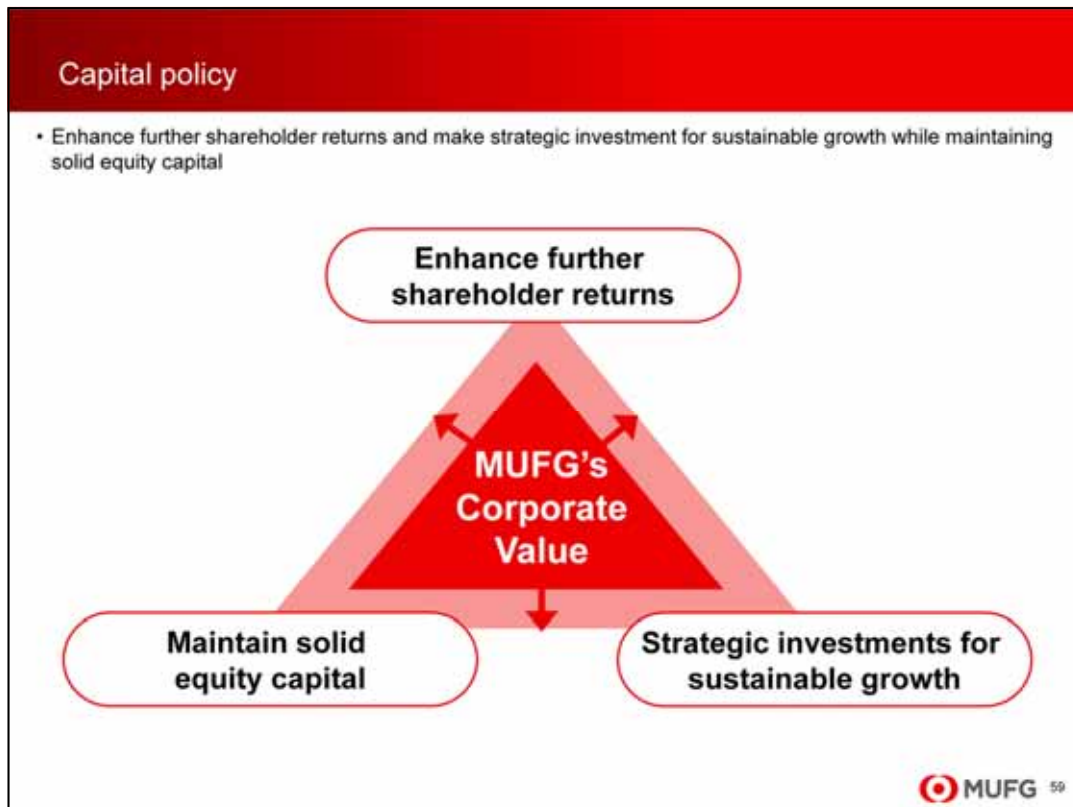 Capital policy
• Enhance further shareholder returns and make strategic investment for sustainable growth while maintaining
solid equity capital
Enhance further
shareholder returns
MUFG's
Corporate
Value
Maintain solid
equity capital
Strategic investments for
sustainable growth
MUFG 59